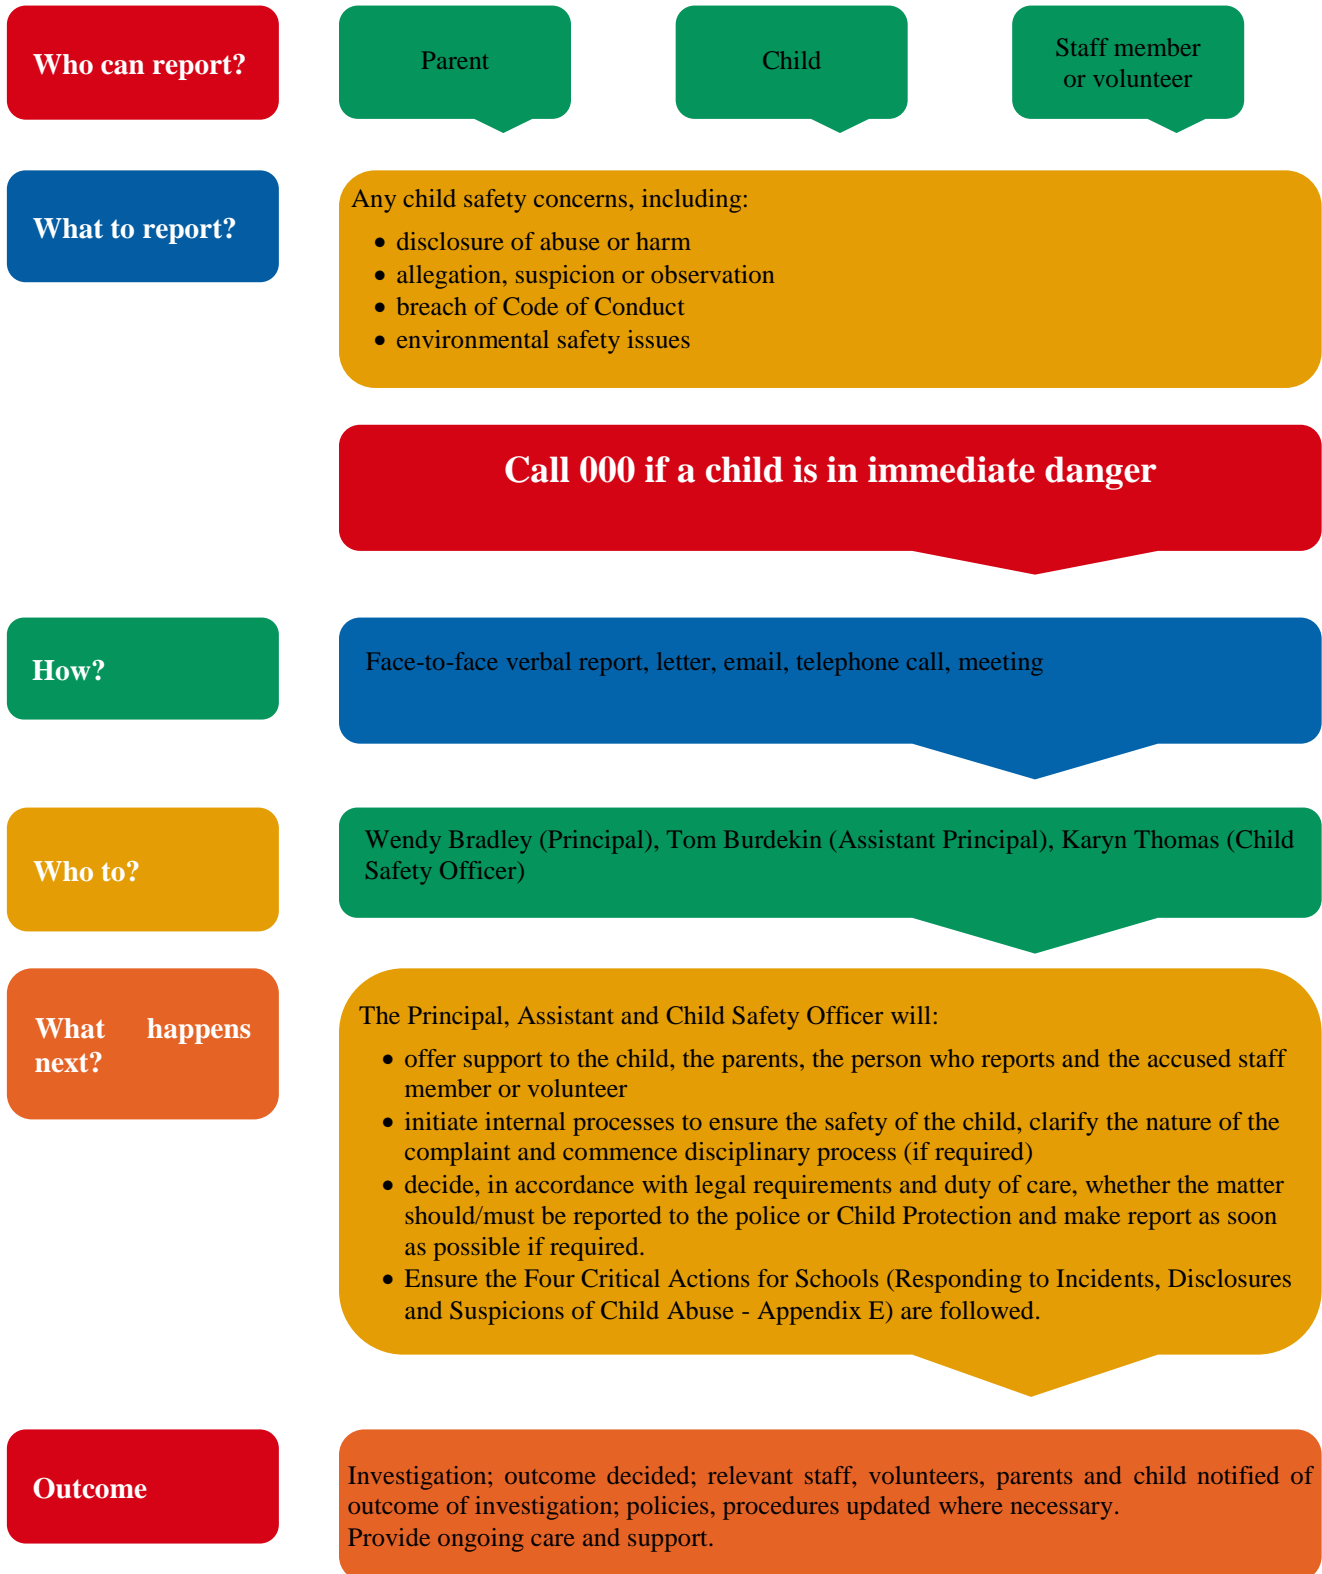 Who can report?
Parent
Child
Staff member
or volunteer
What to report?
Any child safety concerns, including:
• disclosure of abuse or harm
• allegation, suspicion or observation
• breach of Code of Conduct
• environmental safety issues
Call 000 if a child is in immediate danger
How?
Face-to-face verbal report, letter, email, telephone call, meeting
Who to?
Wendy Bradley (Principal), Tom Burdekin (Assistant Principal), Karyn Thomas (Child
Safety Officer)
What happens
next?
The Principal, Assistant and Child Safety Officer will:
• offer support to the child, the parents, the person who reports and the accused staff
member or volunteer
• initiate internal processes to ensure the safety of the child, clarify the nature of the
complaint and commence disciplinary process (if required)
• decide, in accordance with legal requirements and duty of care, whether the matter
should/must be reported to the police or Child Protection and make report as soon
as possible if required.
• Ensure the Four Critical Actions for Schools (Responding to Incidents, Disclosures
and Suspicions of Child Abuse - Appendix E) are followed.
Outcome
Investigation; outcome decided; relevant staff, volunteers, parents and child notified of
outcome of investigation; policies, procedures updated where necessary.
Provide ongoing care and support.